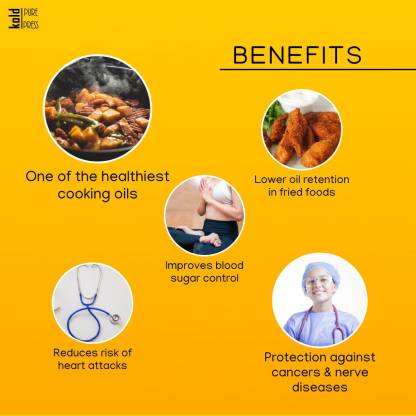 kald PURE PRESS
BENEFITS
One of the healthiest
cooking oils
Lower oil retention
in fried foods
Improves blood
sugar control
Reduces risk of
heart attacks
Protection against
cancers & nerve
diseases